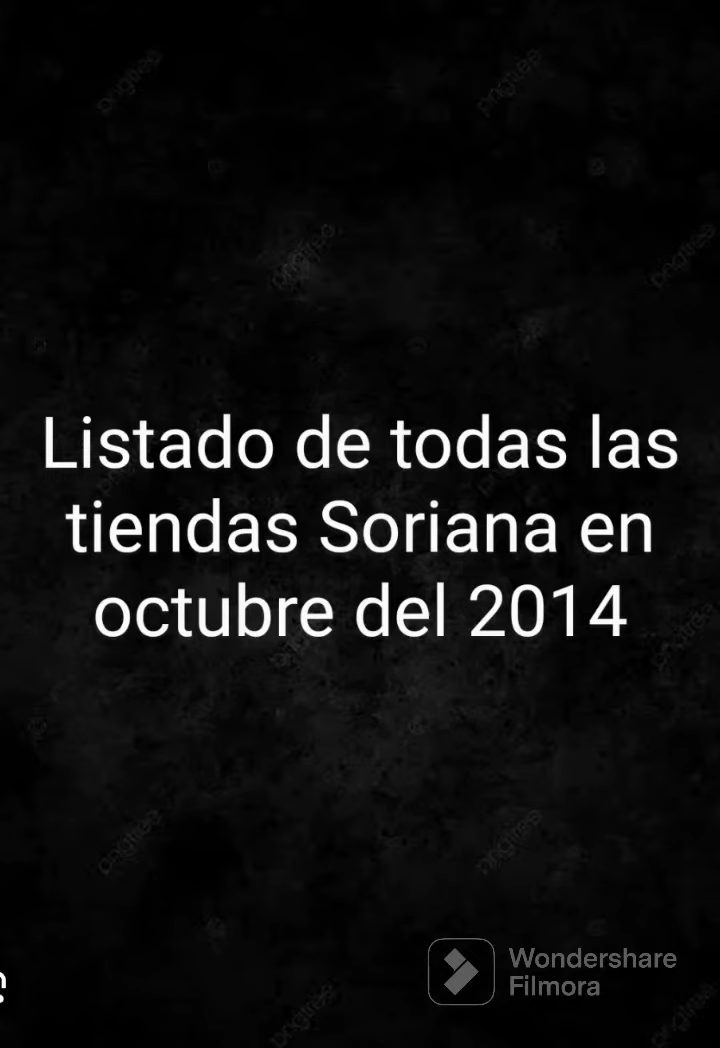 Listado de todas las
tiendas Soriana en
octubre del 2014
Wondershare
Filmora